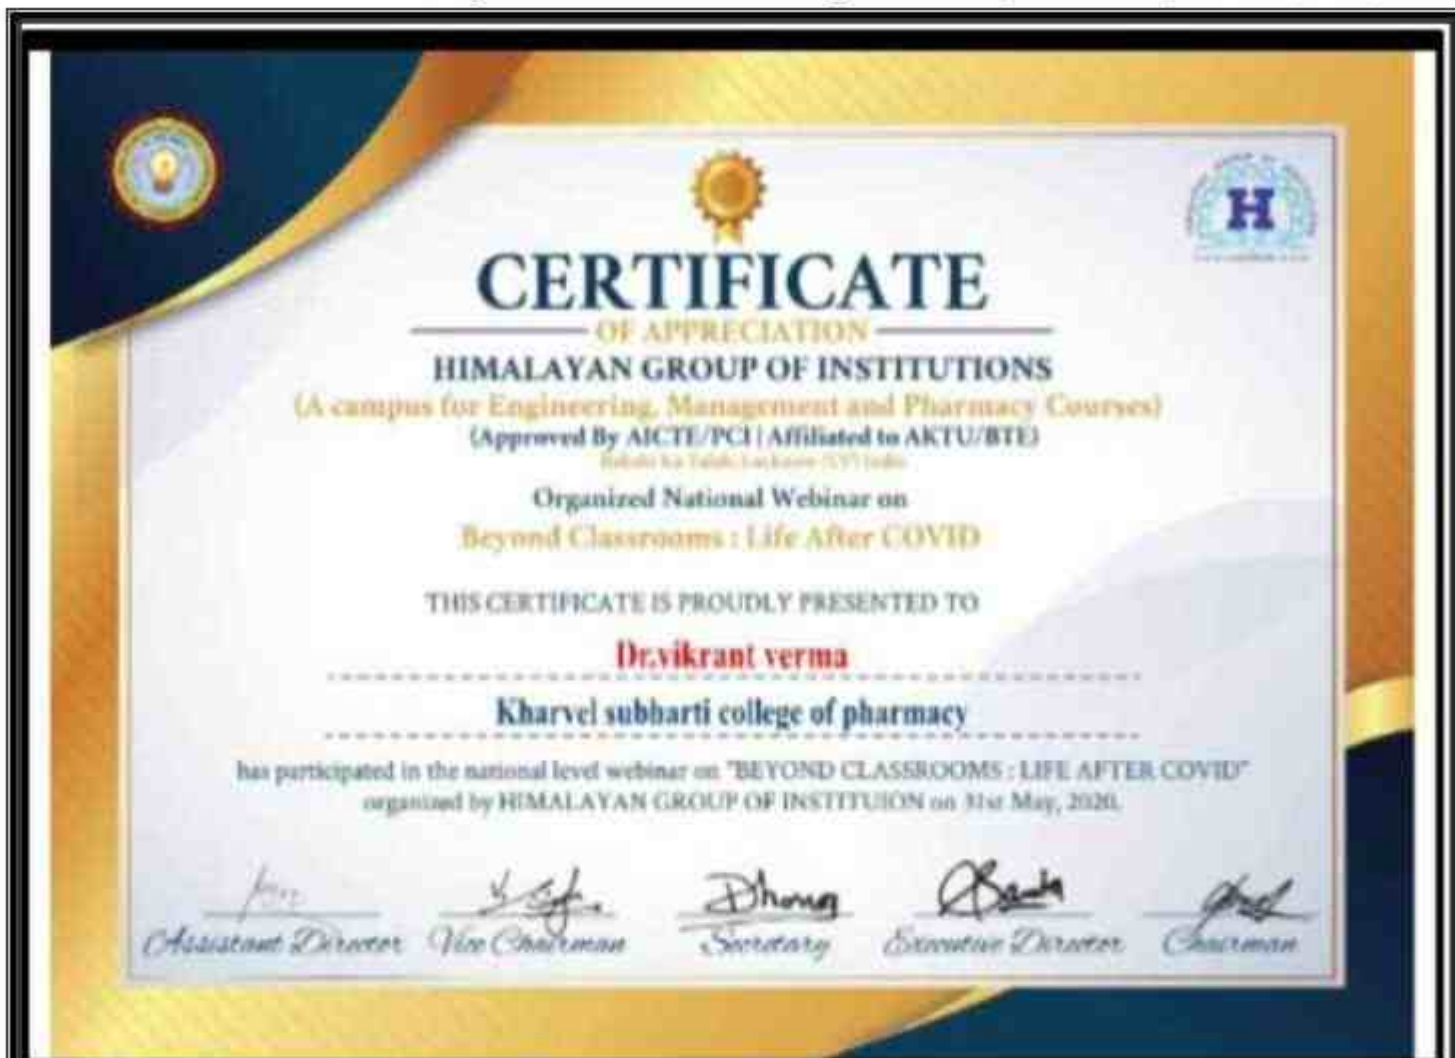 H
CERTIFICATE
OF APPRECIATION
HIMALAYAN GROUP OF INSTITUTIONS
(A campus for Engineering, Management and Pharmacy Courses)
(Approved By AICTE/PCI | Affiliated to AKTU/BTE)
Organized National Webinar on
Beyond Classrooms : Life After COVID
THIS CERTIFICATE IS PROUDLY PRESENTED TO
Dr.vikrant verma
Kharvel subharti college of pharmacy
has participated in the national level webinar on "BEYOND CLASSROOMS : LIFE AFTER COVID"
organized by HIMALAYAN GROUP OF INSTITUION on 31st May, 2020.
Assistant Director Vice Chairman Secretary Executive Director Chairman